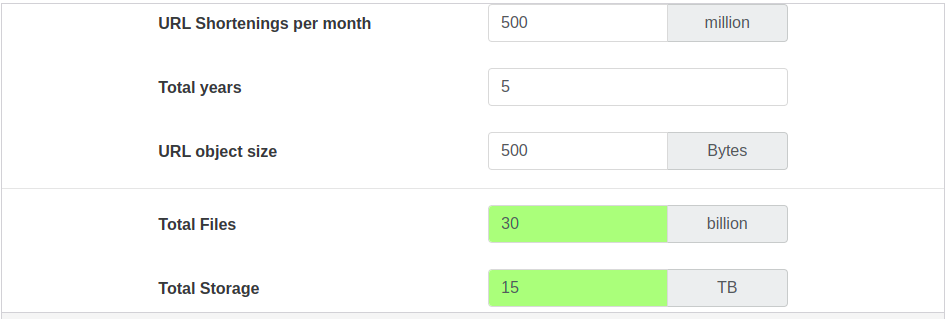 URL Shortenings per month 500 million
Total years 5
URL object size 500 Bytes
Total Files 30 billion
Total Storage 15 TB